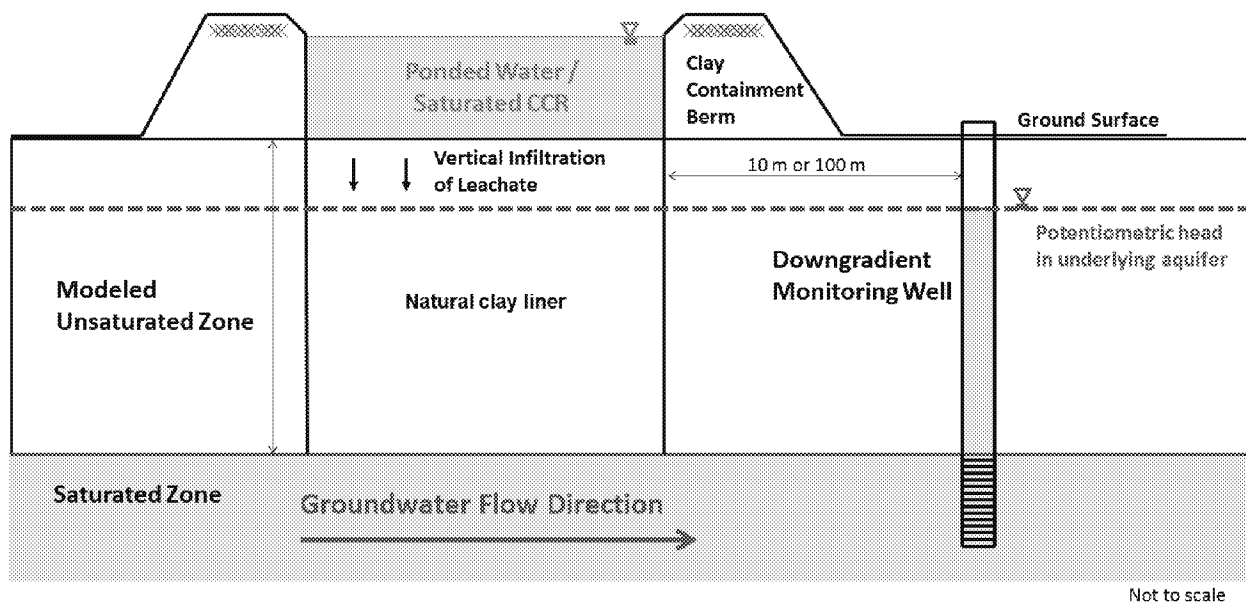 Ponded Water /
Saturated CCR
Clay
Containment
Berm
Ground Surface
Vertical Infiltration
of Leachate
10 m or 100 m
Potentiometric head
in underlying aquifer
Downgradient
Monitoring Well
Modeled
Unsaturated Zone
Natural clay liner
Saturated Zone
Groundwater Flow Direction
Not to scale